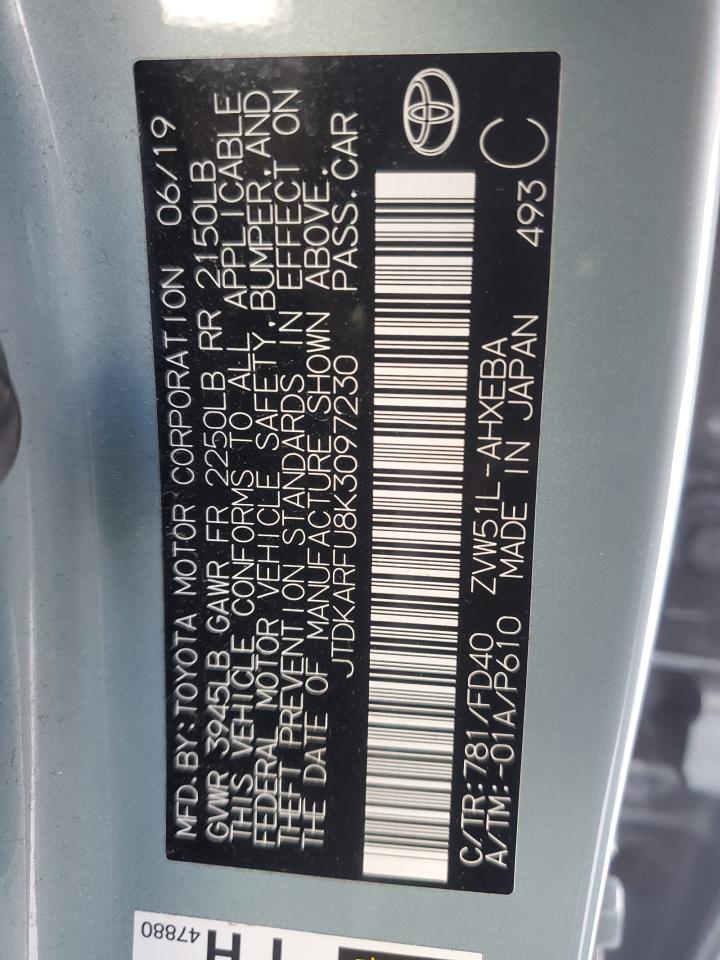 MFD.BY:TOYOTA MOTOR CORPORATION 06/19
GVWR 3945LB GAWR FR 2250LB RR 2150LB
THIS VEHICLE CONFORMS TO ALL APPLICABLE
FEDERAL MOTOR VEHICLE SAFETY,BUMPER,AND
THEFT PREVENTION STANDARDS IN EFFECT ON
THE DATE OF MANUFACTURE SHOWN ABOVE.
JTDKARFU8K3097230 PASS.CAR
C/TR:781/FD40 ZVW51L-AHXEBA
A/TM:-01A/P610 MADE IN JAPAN 493 C
47880